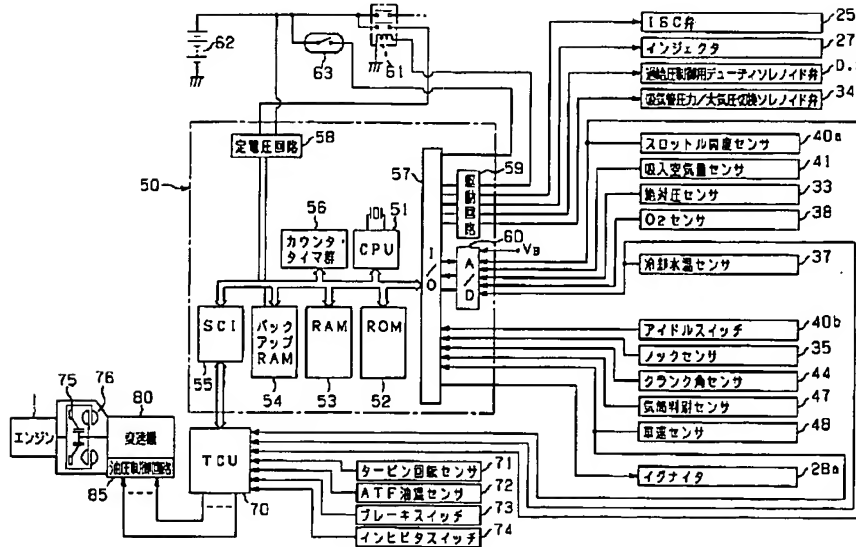 62
63
61
ISC弁
25
インジェクタ
27
過給圧制御用デューティソレノイド弁
D.
吸気管圧力/大気圧切換ソレノイド弁
34
定電圧回路
58
50
57
59
駆動回路
I/O
56
カウンタ・タイマ群
51
CPU
60
A/D
VB
スロットル開度センサ
40a
吸入空気量センサ
41
絶対圧センサ
33
O2センサ
38
冷却水温センサ
37
アイドルスイッチ
40b
ノックセンサ
35
クランク角センサ
44
気筒判別センサ
47
車速センサ
48
イグナイタ
28a
SCI
55
バックアップRAM
54
RAM
53
ROM
52
1
エンジン
75
76
80
変速機
油圧制御回路
85
TCU
70
タービン回転センサ
71
ATF油温センサ
72
ブレーキスイッチ
73
インヒビタスイッチ
74